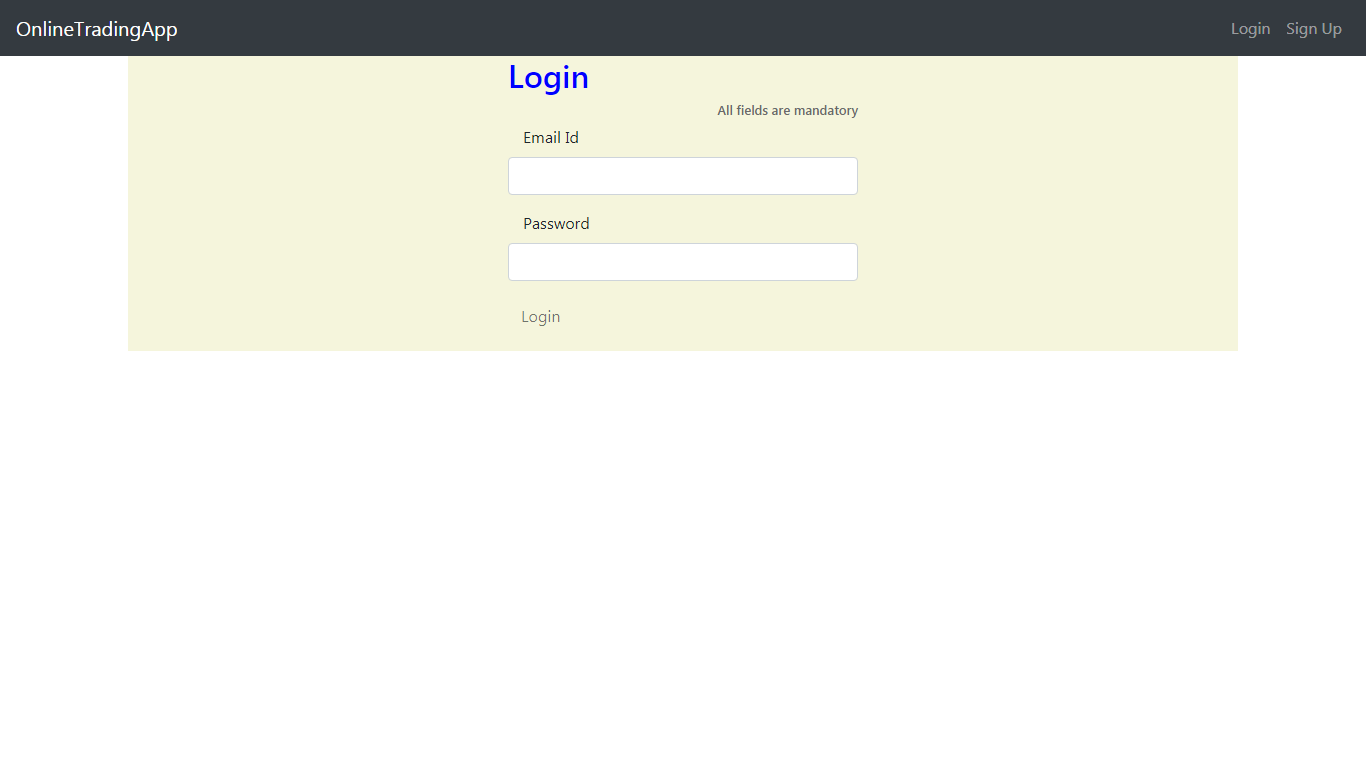 OnlineTradingApp Login Sign Up
Login
All fields are mandatory
Email Id
Password
Login